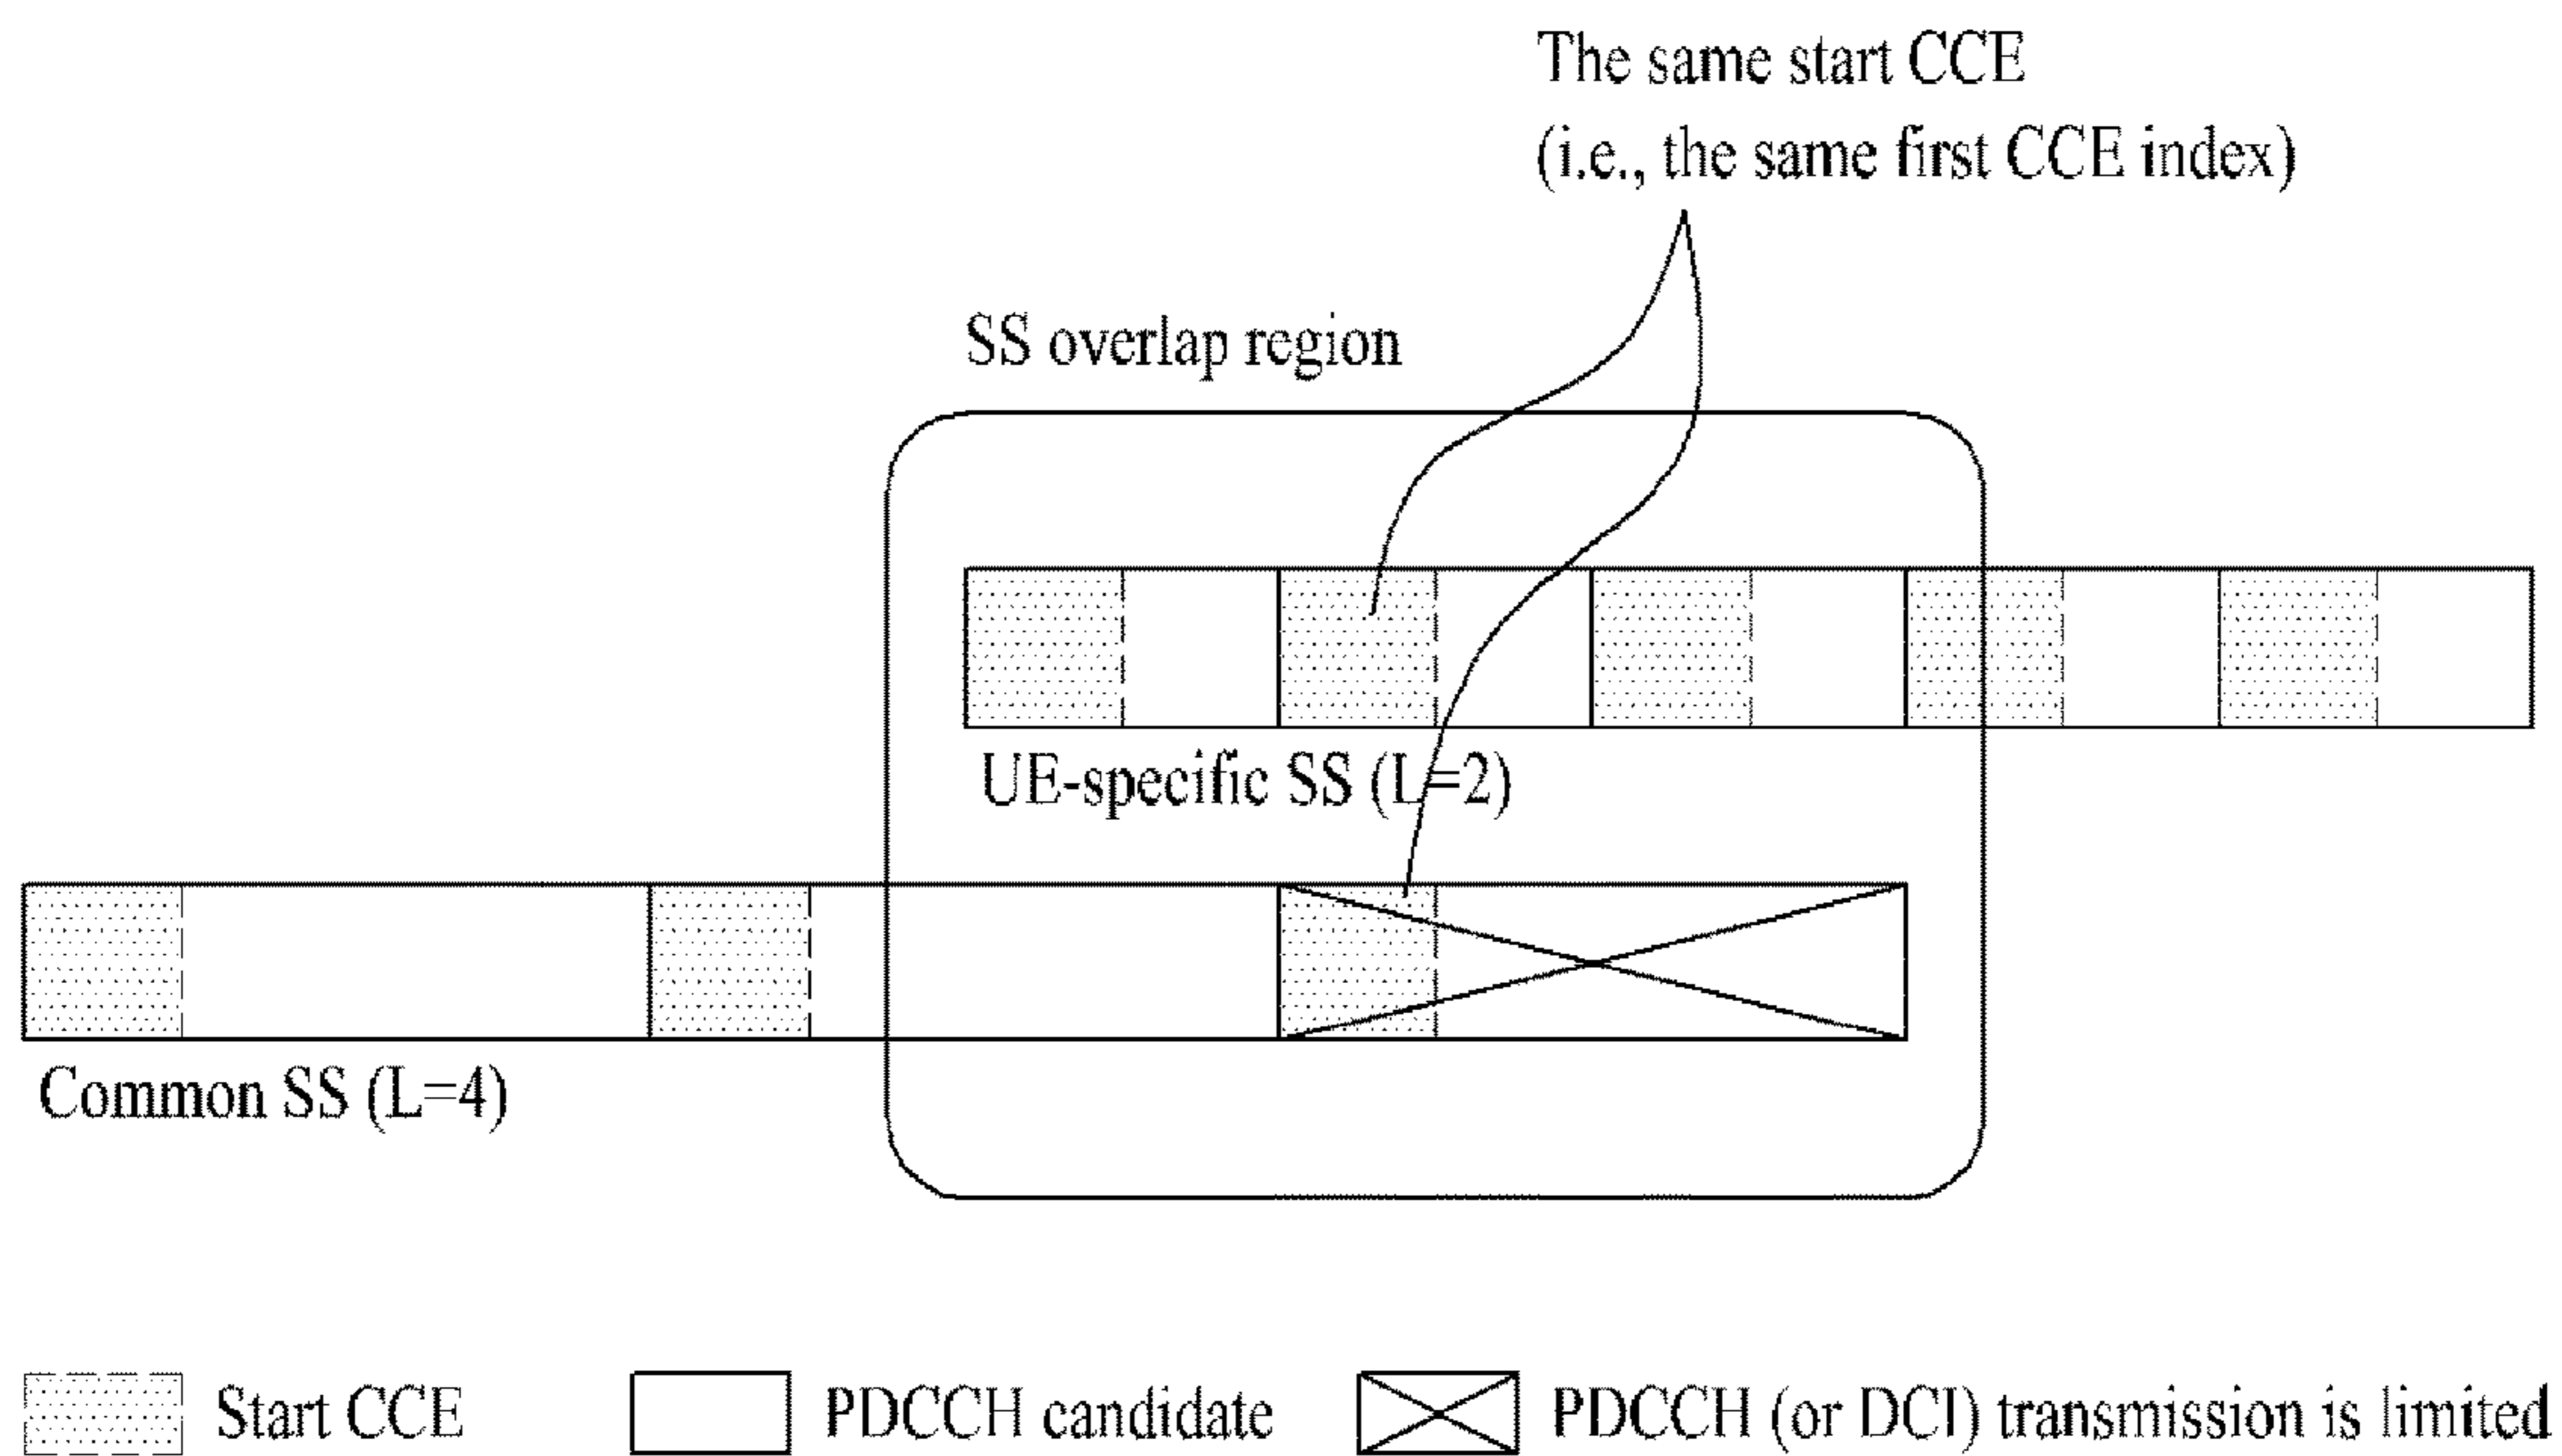 The same start CCE
(i.e., the same first CCE index)
SS overlap region
UE-specific SS (L=2)
Common SS (L=4)
Start CCE
PDCCH candidate
PDCCH (or DCI) transmission is limited